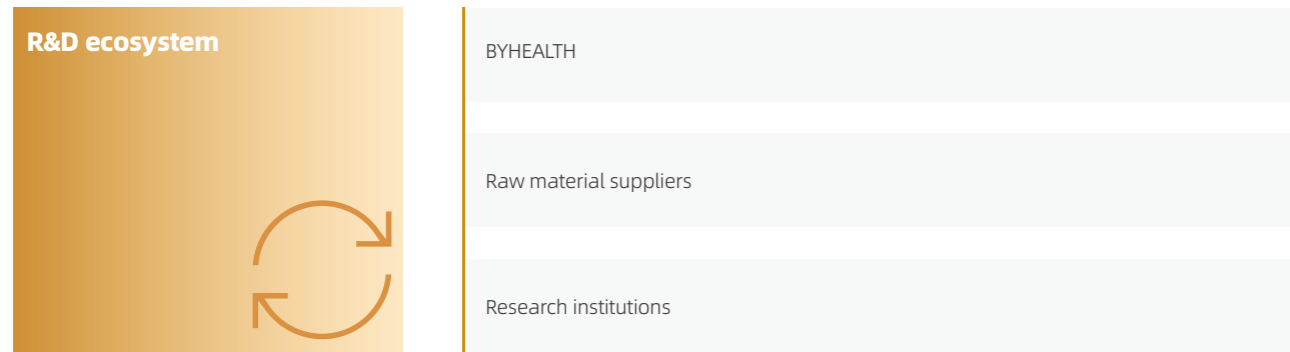 R&D ecosystem
BYHEALTH
Raw material suppliers
Research institutions